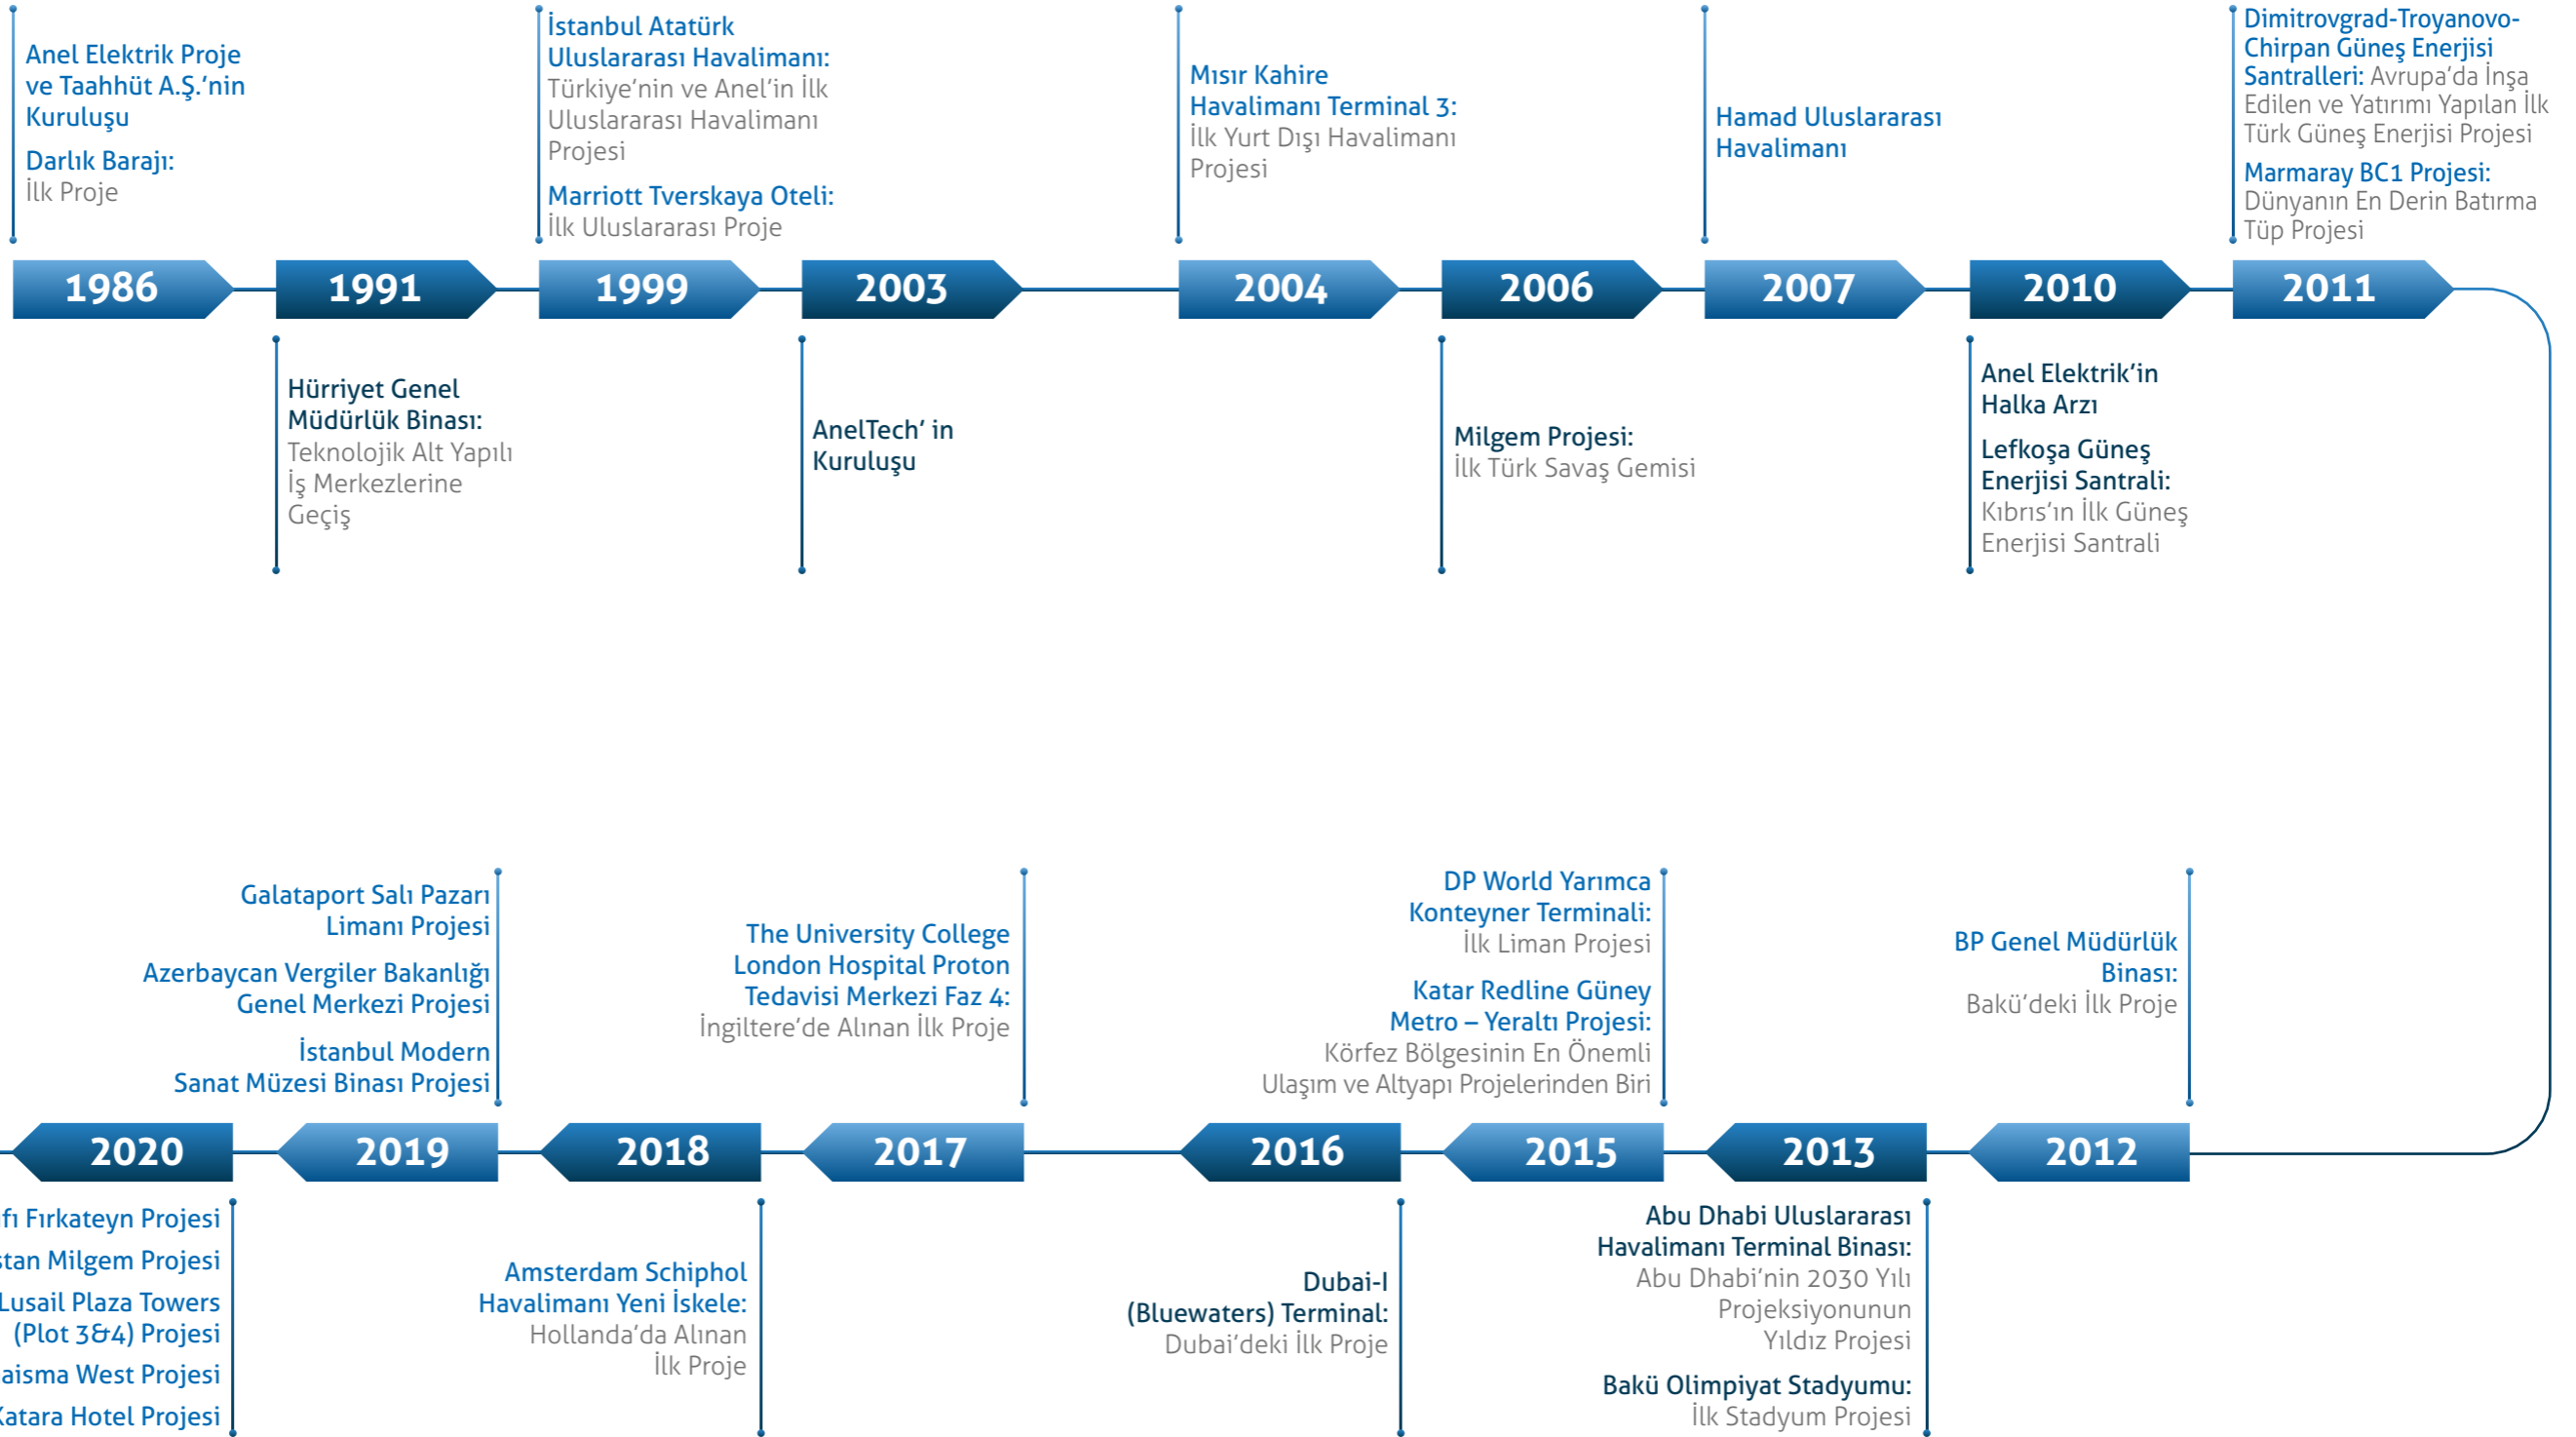 Anel Elektrik Proje
ve Taahhüt A.Ş.’nin
Kuruluşu
Darlık Barajı:
İlk Proje
İstanbul Atatürk
Uluslararası Havalimanı:
Türkiye’nin ve Anel’in İlk
Uluslararası Havalimanı
Projesi
Marriott Tverskaya Oteli:
İlk Uluslararası Proje
Mısır Kahire
Havalimanı Terminal 3:
İlk Yurt Dışı Havalimanı
Projesi
Hamad Uluslararası
Havalimanı
Dimitrovgrad-Troyanovo-
Chirpan Güneş Enerjisi
Santralleri: Avrupa’da İnşa
Edilen ve Yatırımı Yapılan İlk
Türk Güneş Enerjisi Projesi
Marmaray BC1 Projesi:
Dünyanın En Derin Batırma
Tüp Projesi
1986
1991
1999
2003
2004
2006
2007
2010
2011
Hürriyet Genel
Müdürlük Binası:
Teknolojik Alt Yapılı
İş Merkezlerine
Geçiş
AnelTech’ in
Kuruluşu
Milgem Projesi:
İlk Türk Savaş Gemisi
Anel Elektrik’in
Halka Arzı
Lefkoşa Güneş
Enerjisi Santrali:
Kıbrıs’ın İlk Güneş
Enerjisi Santrali
Galataport Salı Pazarı
Limanı Projesi
Azerbaycan Vergiler Bakanlığı
Genel Merkezi Projesi
İstanbul Modern
Sanat Müzesi Binası Projesi
The University College
London Hospital Proton
Tedavisi Merkezi Faz 4:
İngiltere’de Alınan İlk Proje
DP World Yarımca
Konteyner Terminali:
İlk Liman Projesi
Katar Redline Güney
Metro – Yeraltı Projesi:
Körfez Bölgesinin En Önemli
Ulaşım ve Altyapı Projelerinden Biri
BP Genel Müdürlük
Binası:
Bakü’deki İlk Proje
2020
2019
2018
2017
2016
2015
2013
2012
Fırkateyn Projesi
Milgem Projesi
Lusail Plaza Towers
(Plot 3&4) Projesi
West Projesi
Katara Hotel Projesi
Amsterdam Schiphol
Havalimanı Yeni İskele:
Hollanda’da Alınan
İlk Proje
Dubai-I
(Bluewaters) Terminal:
Dubai’deki İlk Proje
Abu Dhabi Uluslararası
Havalimanı Terminal Binası:
Abu Dhabi’nin 2030 Yılı
Projeksiyonunun
Yıldız Projesi
Bakü Olimpiyat Stadyumu:
İlk Stadyum Projesi